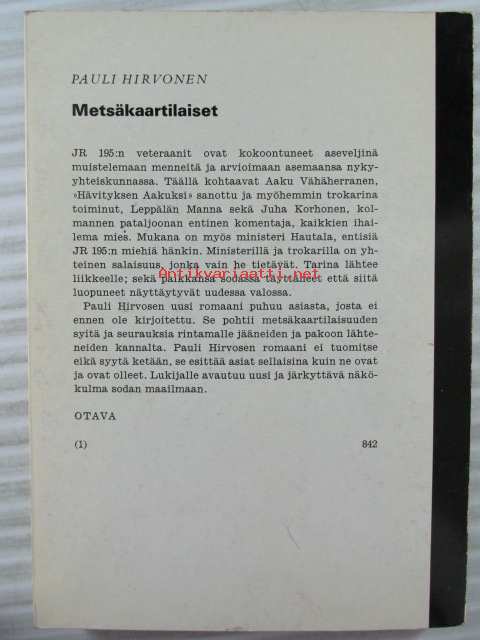 PAULI HIRVONEN
Metsäkaartilaiset
JR 195:n veteraanit ovat kokoontuneet aseveljinä
muistelemaan menneitä ja arvioimaan asemaansa nyky-
yhteiskunnassa. Täällä kohtaavat Aaku Vähäherranen,
»Hävityksen Aakuksi» sanottu ja myöhemmin trokarina
toiminut, Leppälän Manna sekä Juha Korhonen, kol-
mannen pataljoonan entinen komentaja, kaikkien ihai-
lema mies. Mukana on myös ministeri Hautala, entisiä
JR 195:n miehiä hänkin. Ministerillä ja trokarilla on yh-
teinen salaisuus, jonka vain he tietävät. Tarina lähtee
Antikvariaatti.net
liikkeelle; sekä paikkansa sodassa täyttäneet että siitä
luopuneet näyttäytyvät uudessa valossa.
Pauli Hirvosen uusi romaani puhuu asiasta, josta ei
ennen ole kirjoitettu. Se pohtii metsäkaartilaisuuden
syitä ja seurauksia rintamalle jääneiden ja pakoon lähte-
neiden kannalta. Pauli Hirvosen romaani ei tuomitse
eikä syytä ketään, se esittää asiat sellaisina kuin ne ovat
ja ovat olleet. Lukijalle avautuu uusi ja järkyttävä näkö-
kulma sodan maailmaan.
OTAVA
(1) 842